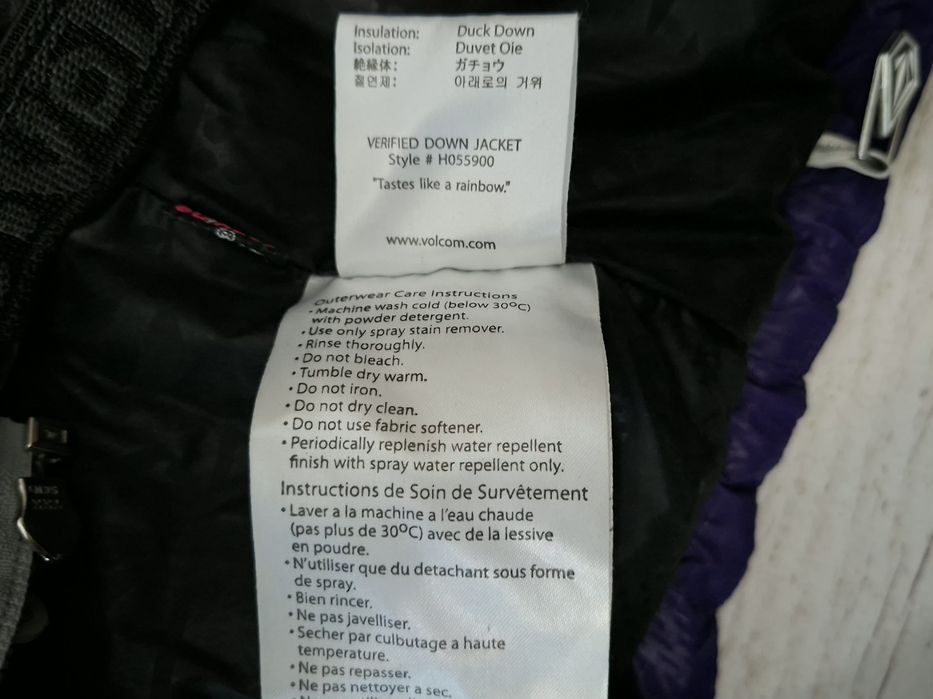 Insulation: Duck Down
Isolation: Duvet Oie
絶縁体: ガチョウ
절연제: 아래로의 거위
VERIFIED DOWN JACKET
Style # H055900
"Tastes like a rainbow."
www.volcom.com
Outerwear Care Instructions
• Machine wash cold (below 30ºC)
with powder detergent.
• Use only spray stain remover.
• Rinse thoroughly.
• Do not bleach.
• Tumble dry warm.
• Do not iron.
• Do not dry clean.
• Do not use fabric softener.
• Periodically replenish water repellent
finish with spray water repellent only.
Instructions de Soin de Survêtement
• Laver a la machine a l'eau chaude
(pas plus de 30ºC) avec de la lessive
en poudre.
• N'utiliser que du detachant sous forme
de spray.
• Bien rincer.
• Ne pas javelliser.
• Secher par culbutage a haute
temperature.
• Ne pas repasser.
• Ne pas nettoyer a sec.